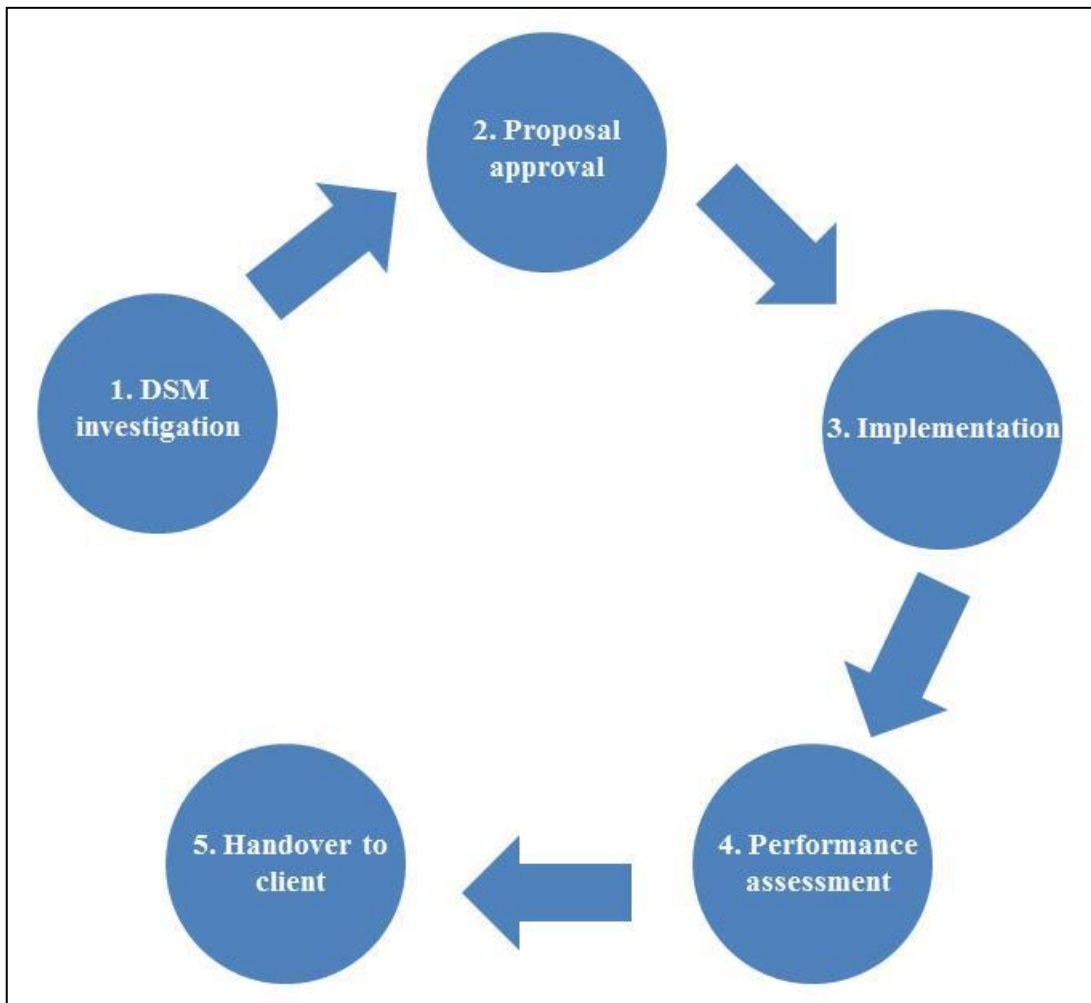 1. DSM
investigation
2. Proposal
approval
3. Implementation
4. Performance
assessment
5. Handover to
client